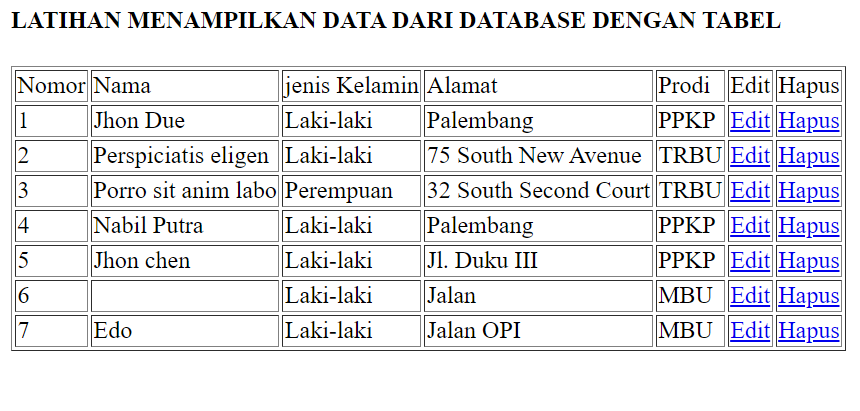 LATIHAN MENAMPILKAN DATA DARI DATABASE DENGAN TABEL
Nomor Nama jenis Kelamin Alamat Prodi Edit Hapus
1 Jhon Due Laki-laki Palembang PPKP Edit Hapus
2 Perspiciatis eligen Laki-laki 75 South New Avenue TRBU Edit Hapus
3 Porro sit anim labo Perempuan 32 South Second Court TRBU Edit Hapus
4 Nabil Putra Laki-laki Palembang PPKP Edit Hapus
5 Jhon chen Laki-laki Jl. Duku III PPKP Edit Hapus
6 Laki-laki Jalan MBU Edit Hapus
7 Edo Laki-laki Jalan OPI MBU Edit Hapus